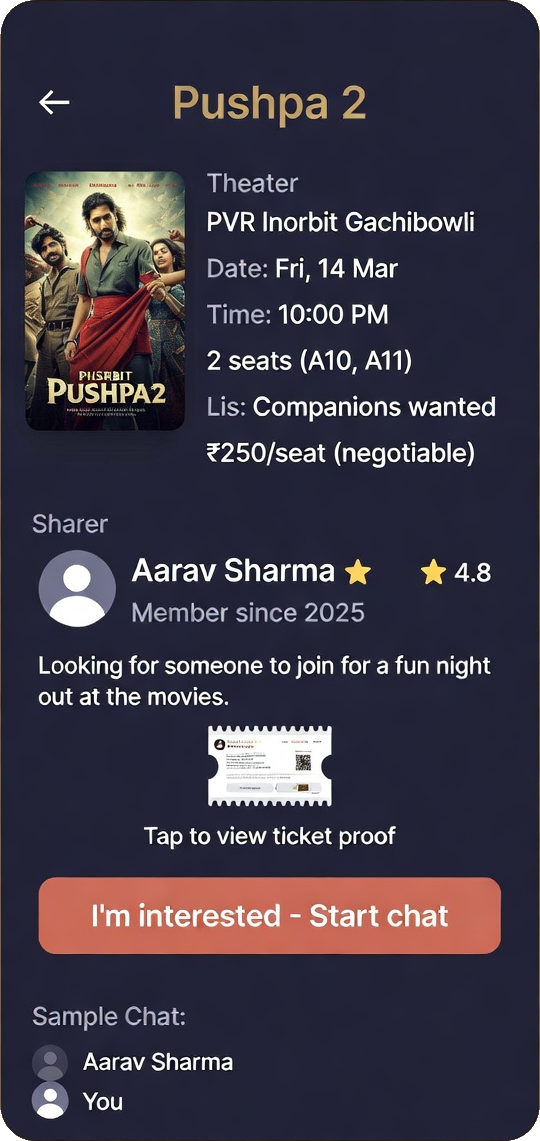 Pushpa 2
Theater
PVR Inorbit Gachibowli
Date: Fri, 14 Mar
Time: 10:00 PM
2 seats (A10, A11)
Lis: Companions wanted
₹250/seat (negotiable)
PUSHPA2
Sharer
Aarav Sharma ⭐ ⭐ 4.8
Member since 2025
Looking for someone to join for a fun night
out at the movies.
Tap to view ticket proof
I'm interested - Start chat
Sample Chat:
Aarav Sharma
You